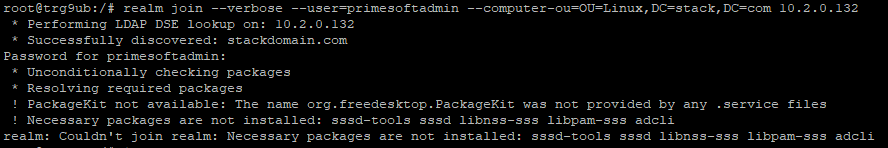 root@trg9ub:/# realm join --verbose --user=primesoftadmin --computer-ou=OU=Linux,DC=stack,DC=com 10.2.0.132
 * Performing LDAP DSE lookup on: 10.2.0.132
 * Successfully discovered: stackdomain.com
Password for primesoftadmin:
 * Unconditionally checking packages
 * Resolving required packages
 ! PackageKit not available: The name org.freedesktop.PackageKit was not provided by any .service files
 ! Necessary packages are not installed: sssd-tools sssd libnss-sss libpam-sss adcli
realm: Couldn't join realm: Necessary packages are not installed: sssd-tools sssd libnss-sss libpam-sss adcli